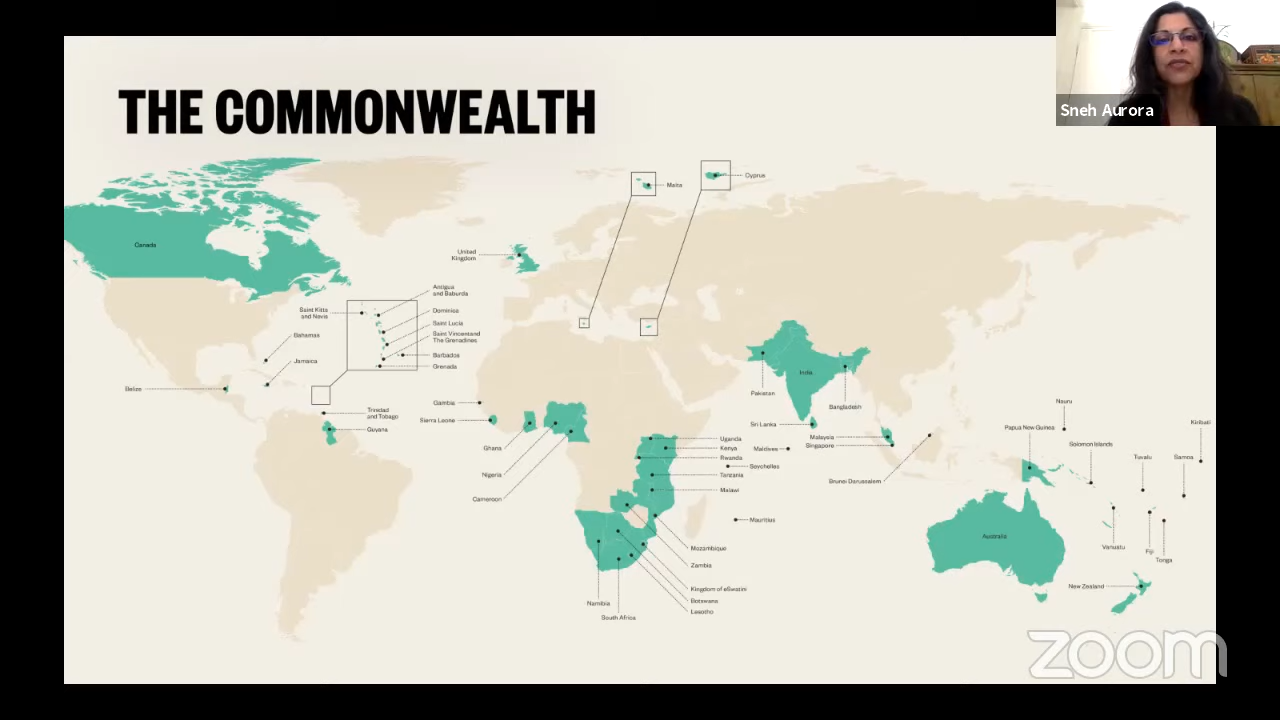 THE COMMONWEALTH
Sneh Aurora
Malta
Cyprus
Canada
United
Kingdom
Antigua
and Baburda
Saint Kitts
and Nevis
Dominica
Saint Lucia
Saint Vincent and
The Grenadines
Bahamas
Barbados
Jamaica
Grenada
Belize
Trinidad
and Tobago
Guyana
Gambia
Sierra Leone
Ghana
Nigeria
Cameroon
Uganda
Kenya
Rwanda
Tanzania
Malawi
Mozambique
Zambia
Kingdom of eSwatini
Botswana
Lesotho
Namibia
South Africa
Pakistan
India
Bangladesh
Sri Lanka
Maldives
Seychelles
Mauritius
Malaysia
Singapore
Brunei Darussalam
Papua New Guinea
Nauru
Solomon Islands
Kiribati
Tuvalu
Samoa
Vanuatu
Fiji
Tonga
Australia
New Zealand
zoom